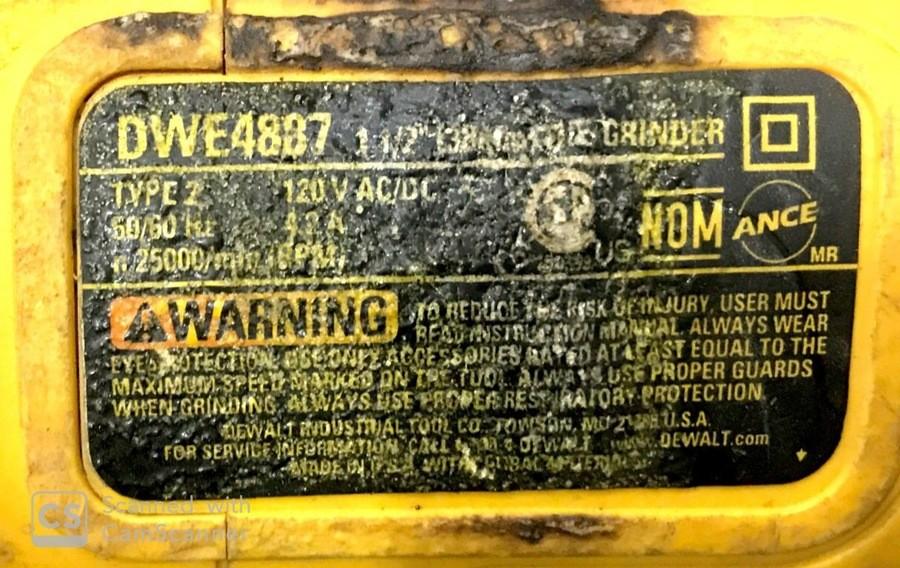 DWE4887 1 1/2" (38mm) DIE GRINDER
TYPE 2 120 V AC/DC
50/60 Hz 4.2 A
n 25000/min (RPM)
US
NOM
ANCE
MR
WARNING TO REDUCE THE RISK OF INJURY, USER MUST
READ INSTRUCTION MANUAL. ALWAYS WEAR
EYE PROTECTION. USE ONLY ACCESSORIES RATED AT LEAST EQUAL TO THE
MAXIMUM SPEED MARKED ON THE TOOL. ALWAYS USE PROPER GUARDS
WHEN GRINDING. ALWAYS USE PROPER RESPIRATORY PROTECTION
DEWALT INDUSTRIAL TOOL CO., TOWSON, MD U.S.A.
FOR SERVICE INFORMATION, CALL DEWALT www.DEWALT.com
MADE IN U.S.A. WITH GLOBAL MATERIALS
CS Scanned with
CamScanner